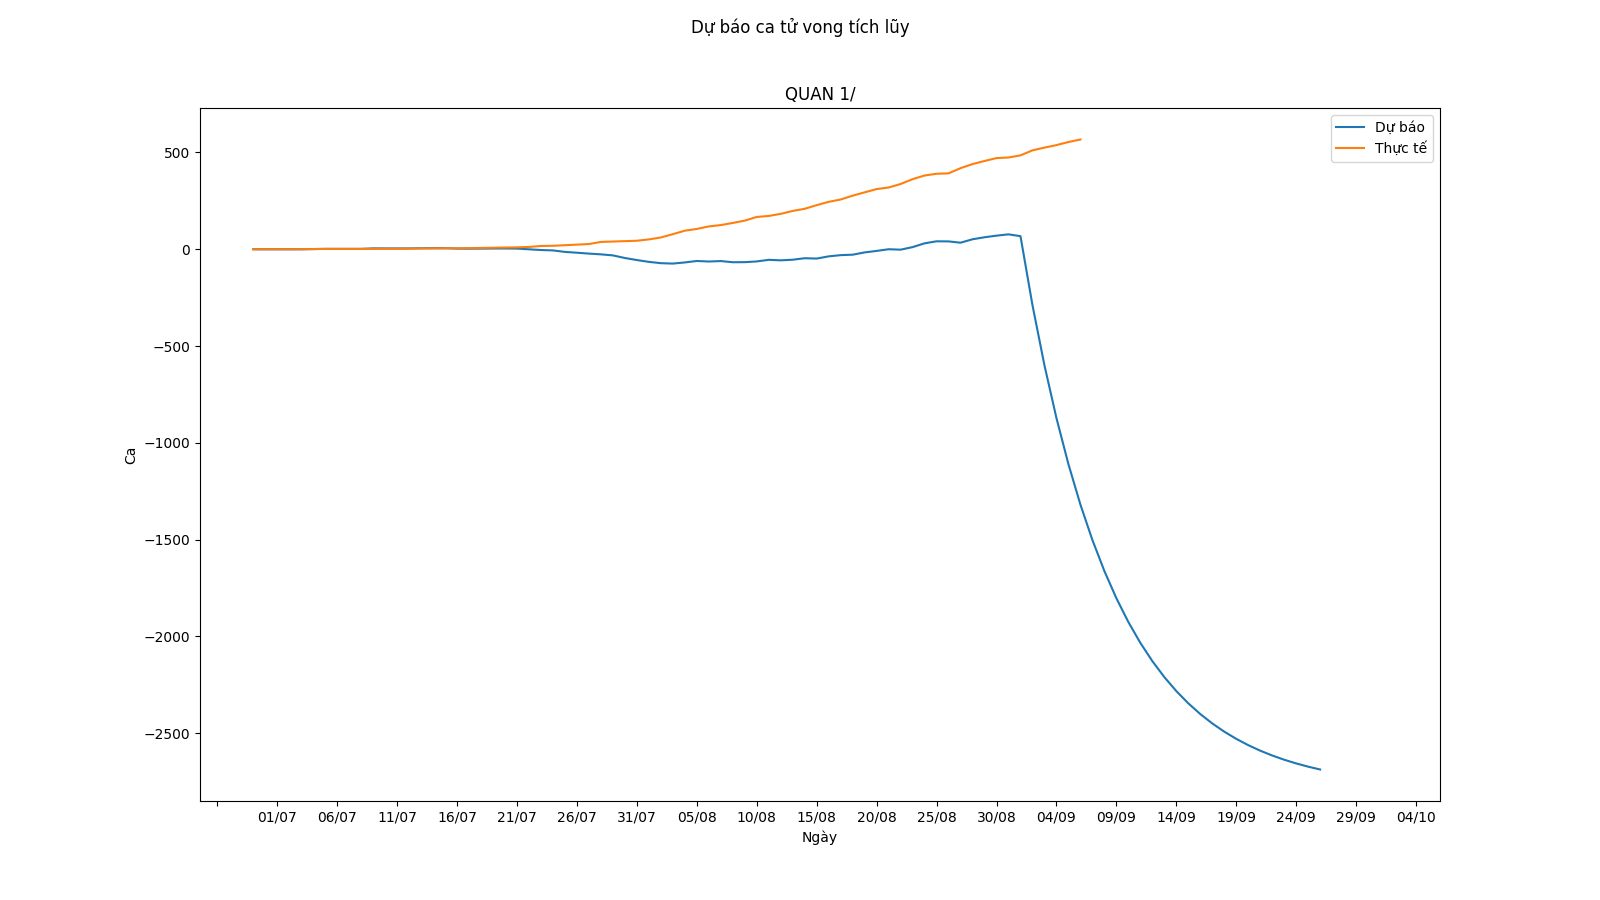 Dự báo ca tử vong tích lũy
QUAN 1/
Dự báo
Thực tế
500
0
−500
−1000
−1500
−2000
−2500
Ca
01/07 06/07 11/07 16/07 21/07 26/07 31/07 05/08 10/08 15/08 20/08 25/08 30/08 04/09 09/09 14/09 19/09 24/09 29/09 04/10
Ngày